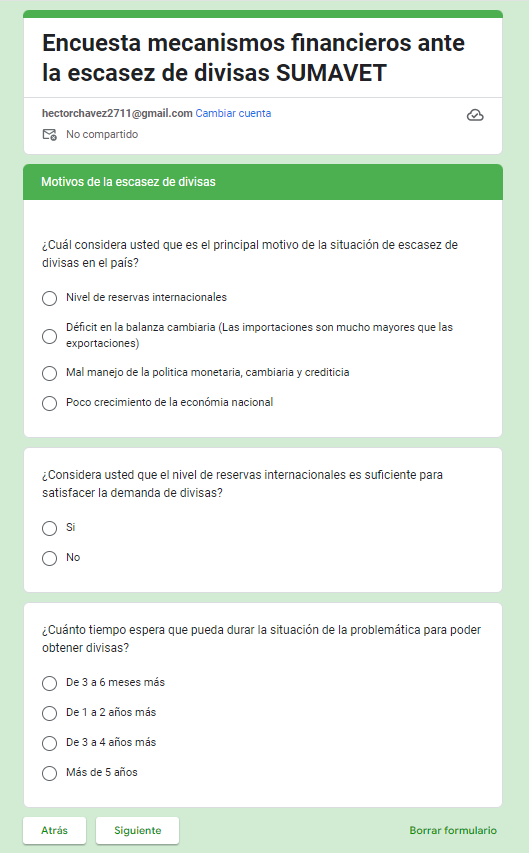 Encuesta mecanismos financieros ante
la escasez de divisas SUMAVET
hectorchavez2711@gmail.com Cambiar cuenta
No compartido
Motivos de la escasez de divisas
¿Cuál considera usted que es el principal motivo de la situación de escasez de
divisas en el país?
Nivel de reservas internacionales
Déficit en la balanza cambiaria (Las importaciones son mucho mayores que las
exportaciones)
Mal manejo de la politica monetaria, cambiaria y crediticia
Poco crecimiento de la económia nacional
¿Considera usted que el nivel de reservas internacionales es suficiente para
satisfacer la demanda de divisas?
Si
No
¿Cuánto tiempo espera que pueda durar la situación de la problemática para poder
obtener divisas?
De 3 a 6 meses más
De 1 a 2 años más
De 3 a 4 años más
Más de 5 años
Atrás
Siguiente
Borrar formulario